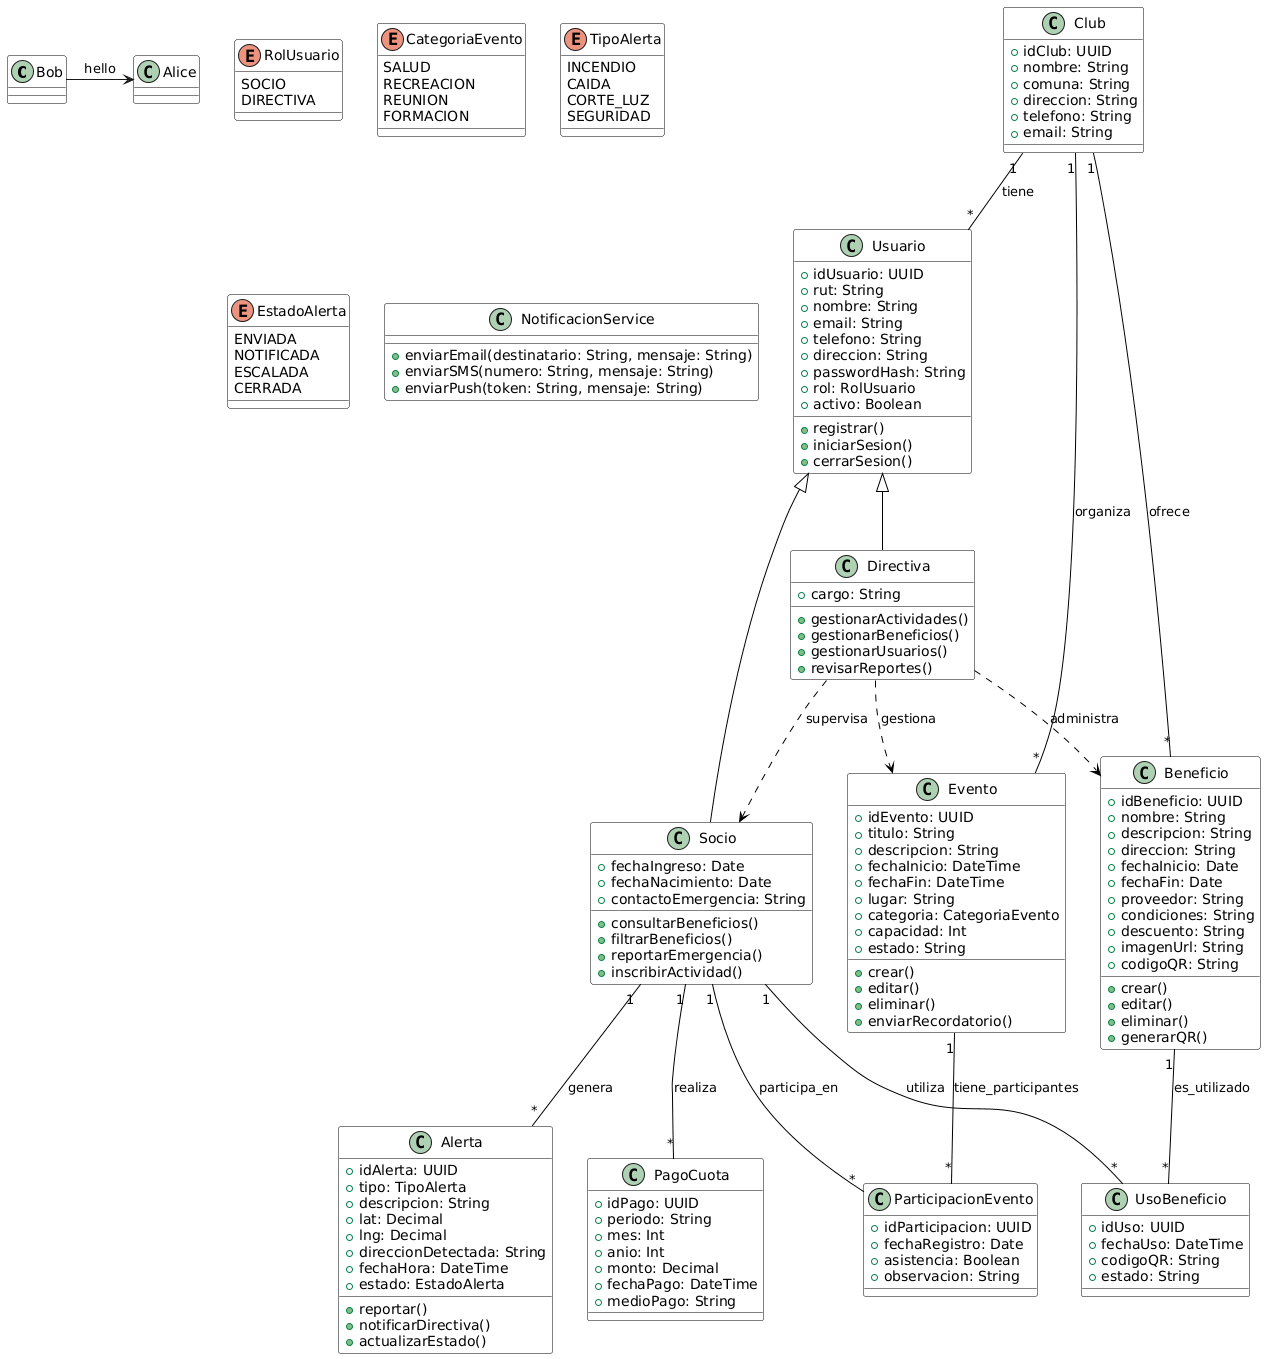 Bob
hello
Alice
RolUsuario
SOCIO
DIRECTIVA
CategoriaEvento
SALUD
RECREACION
REUNION
FORMACION
TipoAlerta
INCENDIO
CAIDA
CORTE_LUZ
SEGURIDAD
Club
idClub: UUID
nombre: String
comuna: String
direccion: String
telefono: String
email: String
1
1
1
tiene
*
EstadoAlerta
ENVIADA
NOTIFICADA
ESCALADA
CERRADA
NotificacionService
enviarEmail(destinatario: String, mensaje: String)
enviarSMS(numero: String, mensaje: String)
enviarPush(token: String, mensaje: String)
Usuario
idUsuario: UUID
rut: String
nombre: String
email: String
telefono: String
direccion: String
passwordHash: String
rol: RolUsuario
activo: Boolean
registrar()
iniciarSesion()
cerrarSesion()
organiza
ofrece
Directiva
cargo: String
gestionarActividades()
gestionarBeneficios()
gestionarUsuarios()
revisarReportes()
supervisa
gestiona
administra
*
*
Socio
fechaIngreso: Date
fechaNacimiento: Date
contactoEmergencia: String
consultarBeneficios()
filtrarBeneficios()
reportarEmergencia()
inscribirActividad()
Evento
idEvento: UUID
titulo: String
descripcion: String
fechaInicio: DateTime
fechaFin: DateTime
lugar: String
categoria: CategoriaEvento
capacidad: Int
estado: String
crear()
editar()
eliminar()
enviarRecordatorio()
Beneficio
idBeneficio: UUID
nombre: String
descripcion: String
direccion: String
fechaInicio: Date
fechaFin: Date
proveedor: String
condiciones: String
descuento: String
imagenUrl: String
codigoQR: String
crear()
editar()
eliminar()
generarQR()
1
1
1
1
1
1
genera
realiza
participa_en
utiliza
tiene_participantes
es_utilizado
*
*
*
*
*
*
Alerta
idAlerta: UUID
tipo: TipoAlerta
descripcion: String
lat: Decimal
lng: Decimal
direccionDetectada: String
fechaHora: DateTime
estado: EstadoAlerta
reportar()
notificarDirectiva()
actualizarEstado()
PagoCuota
idPago: UUID
periodo: String
mes: Int
anio: Int
monto: Decimal
fechaPago: DateTime
medioPago: String
ParticipacionEvento
idParticipacion: UUID
fechaRegistro: Date
asistencia: Boolean
observacion: String
UsoBeneficio
idUso: UUID
fechaUso: DateTime
codigoQR: String
estado: String